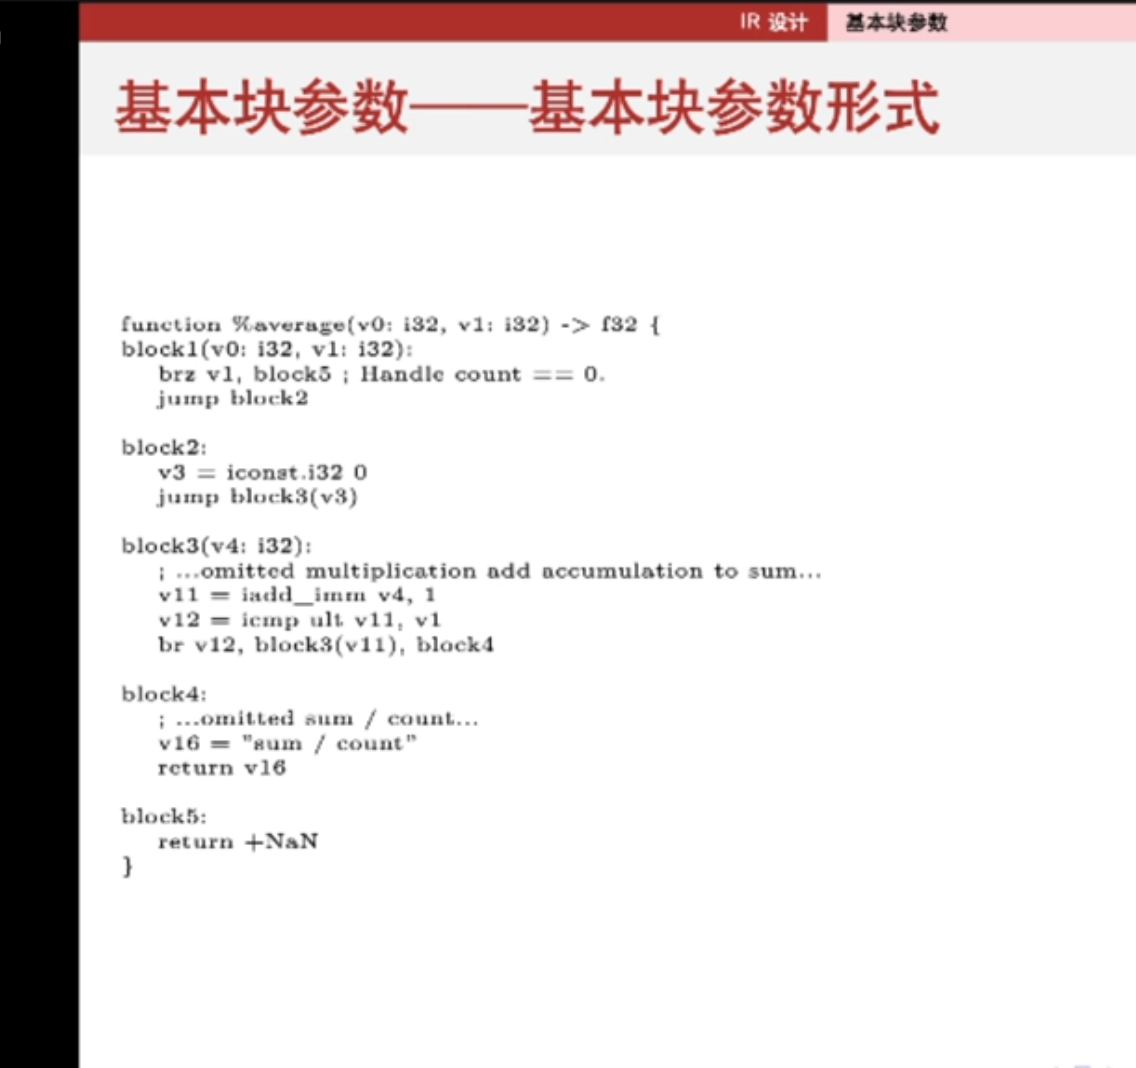 IR 设计 基本块参数
基本块参数——基本块参数形式
function %average(v0: i32, v1: i32) -> f32 {
block1(v0: i32, v1: i32):
brz v1, block5 ; Handle count == 0.
jump block2
block2:
v3 = iconst.i32 0
jump block3(v3)
block3(v4: i32):
; ...omitted multiplication add accumulation to sum...
v11 = iadd_imm v4, 1
v12 = icmp ult v11, v1
br v12, block3(v11), block4
block4:
; ...omitted sum / count...
v16 = "sum / count"
return v16
block5:
return +NaN
}